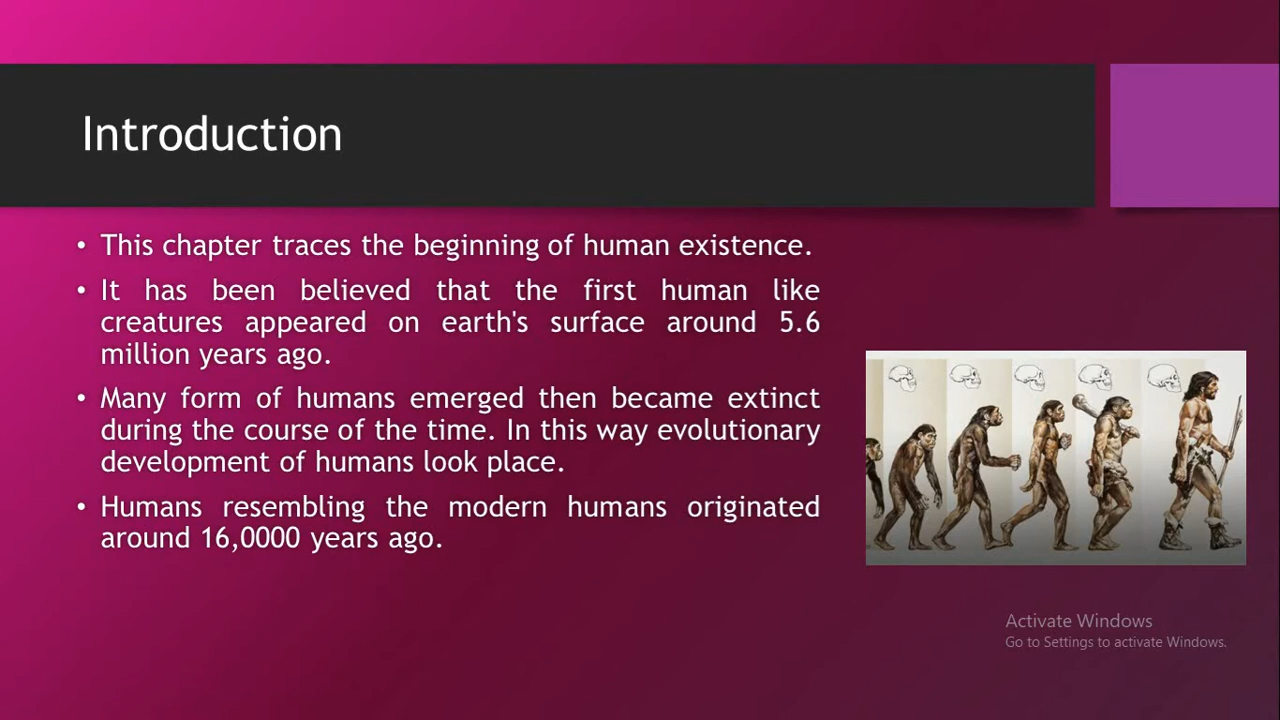 Introduction
• This chapter traces the beginning of human existence.
• It has been believed that the first human like
creatures appeared on earth's surface around 5.6
million years ago.
• Many form of humans emerged then became extinct
during the course of the time. In this way evolutionary
development of humans look place.
• Humans resembling the modern humans originated
around 16,0000 years ago.
Activate Windows
Go to Settings to activate Windows.